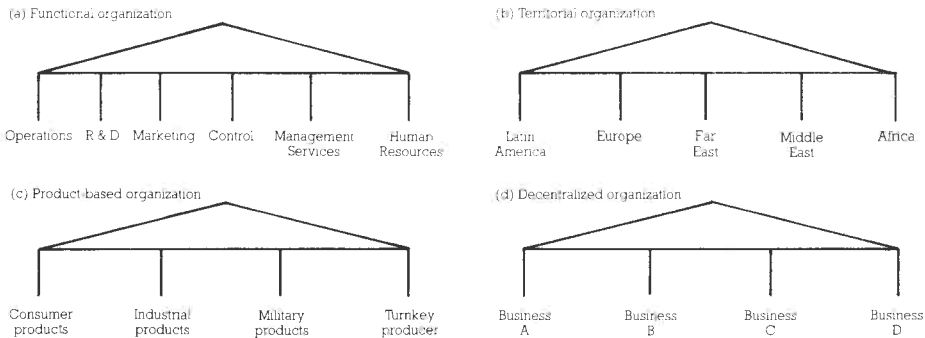 (a) Functional organization
Operations R & D Marketing Control Management Services Human Resources
(b) Territorial organization
Latin America Europe Far East Middle East Africa
(c) Product-based organization
Consumer products Industrial products Military products Turnkey producer
(d) Decentralized organization
Business A Business B Business C Business D